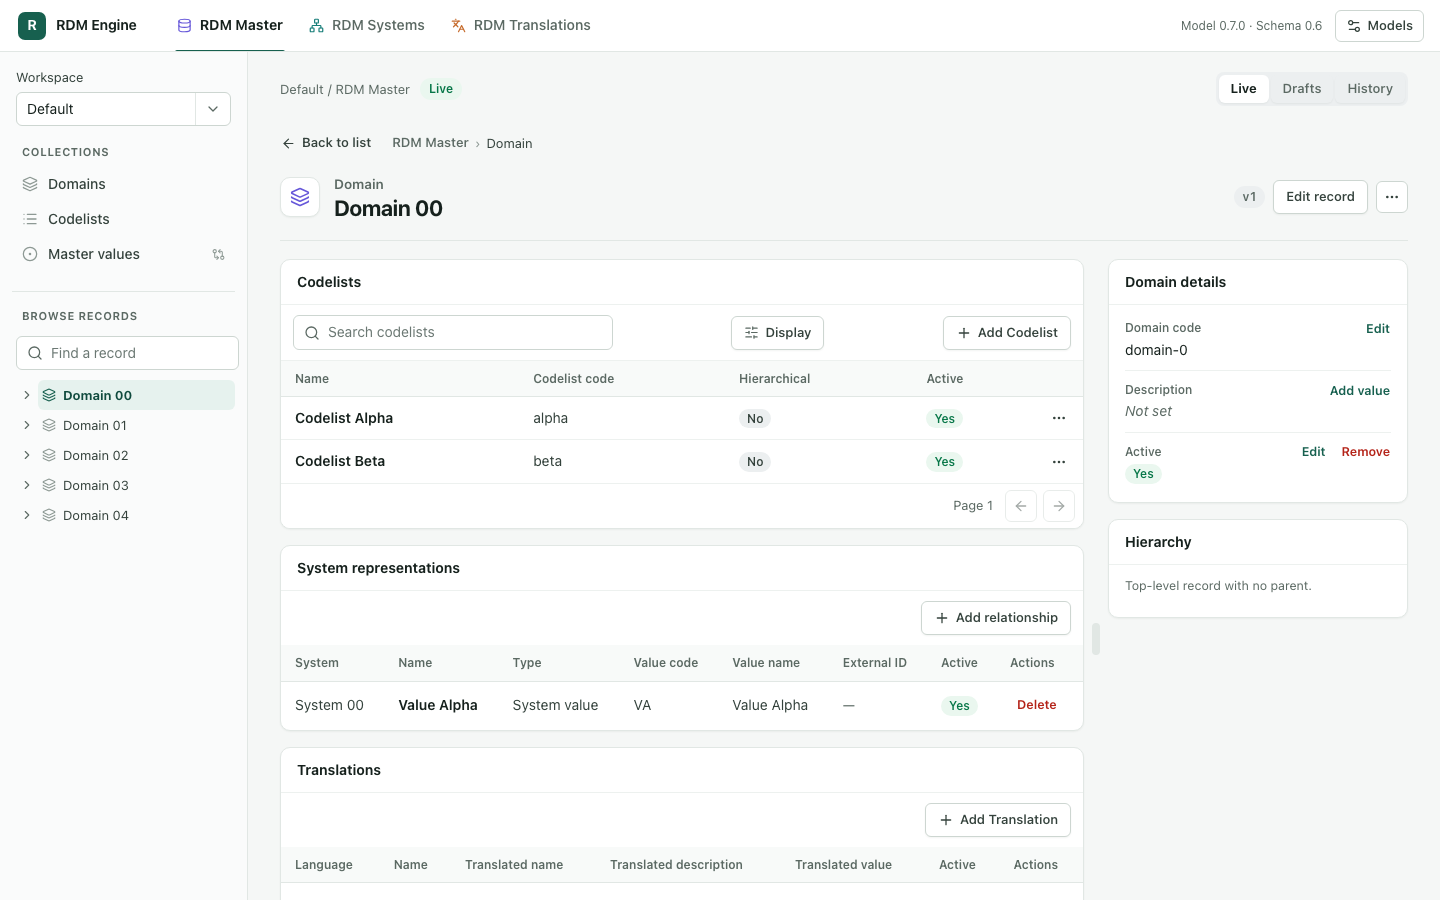 R RDM Engine RDM Master RDM Systems RDM Translations Model 0.7.0 · Schema 0.6 Models
Workspace
Default
COLLECTIONS
Domains
Codelists
Master values
BROWSE RECORDS
Find a record
Domain 00
Domain 01
Domain 02
Domain 03
Domain 04
Default / RDM Master Live Live Drafts History
Back to list RDM Master › Domain
Domain
Domain 00
v1 Edit record
Codelists
Search codelists Display Add Codelist
Name Codelist code Hierarchical Active
Codelist Alpha alpha No Yes
Codelist Beta beta No Yes
Page 1
System representations
Add relationship
System Name Type Value code Value name External ID Active Actions
System 00 Value Alpha System value VA Value Alpha — Yes Delete
Translations
Add Translation
Language Name Translated name Translated description Translated value Active Actions
Domain details
Domain code Edit
domain-0
Description Add value
Not set
Active Edit Remove
Yes
Hierarchy
Top-level record with no parent.